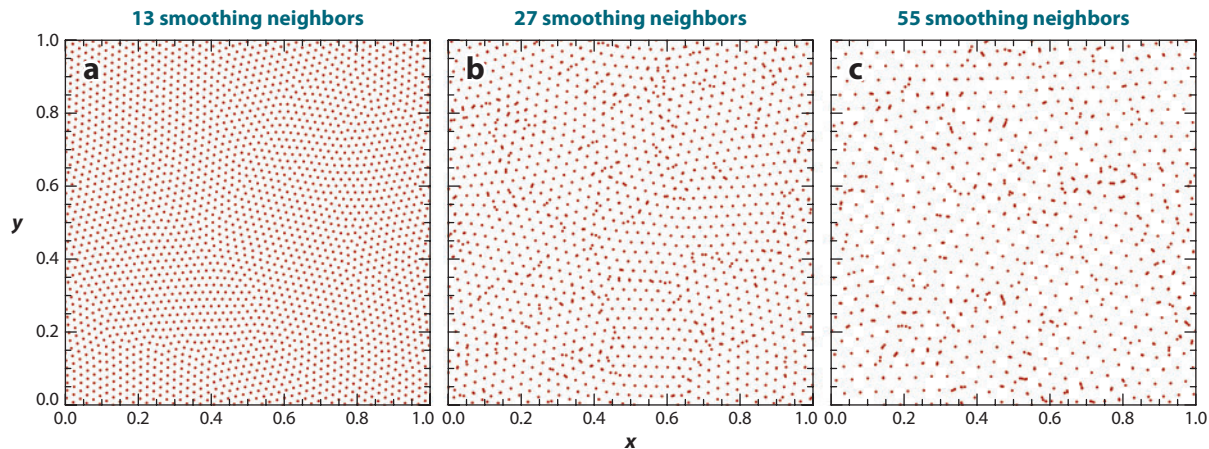 13 smoothing neighbors
27 smoothing neighbors
55 smoothing neighbors
a
b
c
y
1.0
0.8
0.6
0.4
0.2
0.0
0.0 0.2 0.4 0.6 0.8 1.0
0.0 0.2 0.4 0.6 0.8 1.0
0.0 0.2 0.4 0.6 0.8 1.0
x